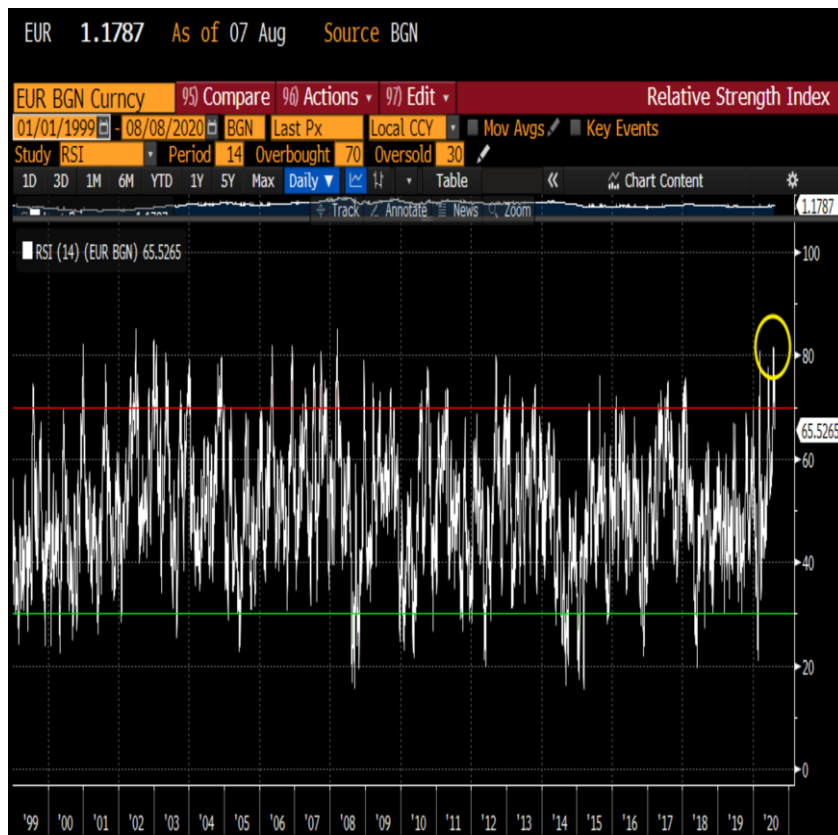 EUR 1.1787 As of 07 Aug Source BGN
EUR BGN Curncy 95) Compare 96) Actions 97) Edit Relative Strength Index
01/01/1999 - 08/08/2020 BGN Last Px Local CCY Mov Avgs Key Events
Study RSI Period 14 Overbought 70 Oversold 30
1D 3D 1M 6M YTD 1Y 5Y Max Daily ▼ Table « Chart Content
Track Annotate News Zoom 1.1787
RSI (14) (EUR BGN) 65.5265
100
80
65.5265
60
40
20
0
'99 '00 '01 '02 '03 '04 '05 '06 '07 '08 '09 '10 '11 '12 '13 '14 '15 '16 '17 '18 '19 '20